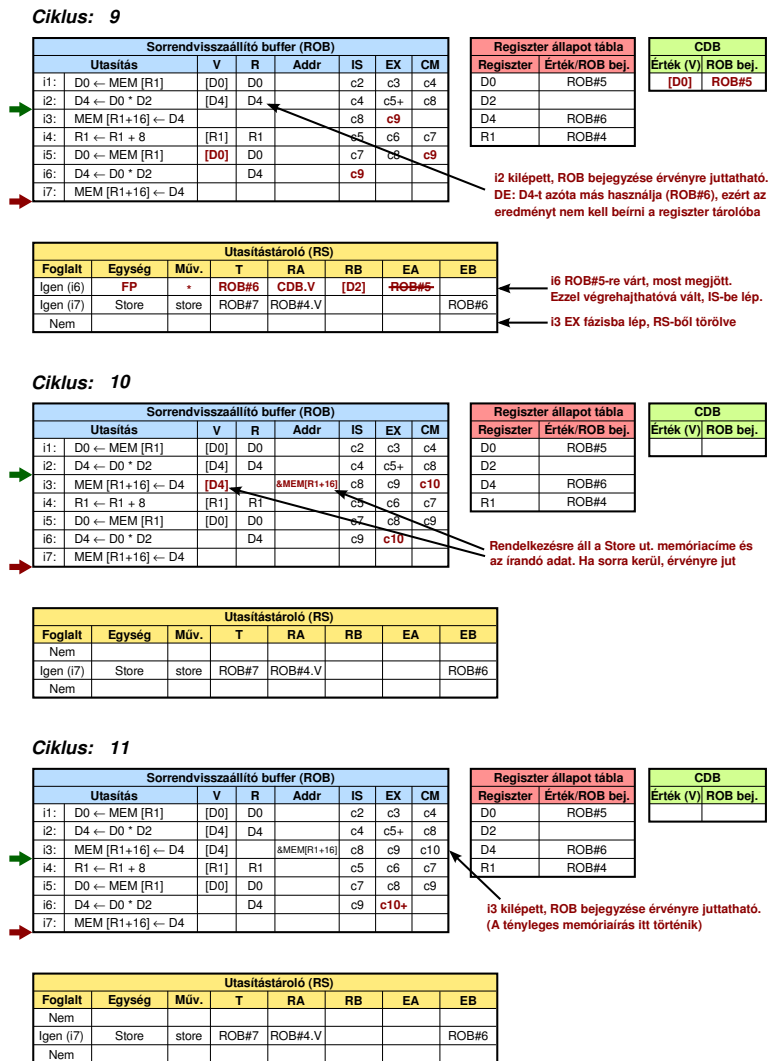 Ciklus: 9
Sorrendvisszaállító buffer (ROB)
Utasítás V R Addr IS EX CM
i1: D0 ← MEM [R1] [D0] D0 c2 c3 c4
i2: D4 ← D0 * D2 [D4] D4 c4 c5+ c8
i3: MEM [R1+16] ← D4 c8 c9
i4: R1 ← R1 + 8 [R1] R1 c5 c6 c7
i5: D0 ← MEM [R1] [D0] D0 c7 c8 c9
i6: D4 ← D0 * D2 D4 c9
i7: MEM [R1+16] ← D4
Regiszter állapot tábla
Regiszter Érték/ROB bej.
D0 ROB#5
D2
D4 ROB#6
R1 ROB#4
CDB
Érték (V) ROB bej.
[D0] ROB#5
i2 kilépett, ROB bejegyzése érvényre juttatható.
DE: D4-t azóta más használja (ROB#6), ezért az
eredményt nem kell beírni a regiszter tárolóba
Utasítástároló (RS)
Foglalt Egység Műv. T RA RB EA EB
Igen (i6) FP * ROB#6 CDB.V [D2] ROB#5
Igen (i7) Store store ROB#7 ROB#4.V ROB#6
Nem
i6 ROB#5-re várt, most megjött.
Ezzel végrehajthatóvá vált, IS-be lép.
i3 EX fázisba lép, RS-ből törölve
Ciklus: 10
Sorrendvisszaállító buffer (ROB)
Utasítás V R Addr IS EX CM
i1: D0 ← MEM [R1] [D0] D0 c2 c3 c4
i2: D4 ← D0 * D2 [D4] D4 c4 c5+ c8
i3: MEM [R1+16] ← D4 [D4] &MEM[R1+16] c8 c9 c10
i4: R1 ← R1 + 8 [R1] R1 c5 c6 c7
i5: D0 ← MEM [R1] [D0] D0 c7 c8 c9
i6: D4 ← D0 * D2 D4 c9 c10
i7: MEM [R1+16] ← D4
Regiszter állapot tábla
Regiszter Érték/ROB bej.
D0 ROB#5
D2
D4 ROB#6
R1 ROB#4
CDB
Érték (V) ROB bej.
Rendelkezésre áll a Store ut. memóriacíme és
az írandó adat. Ha sorra kerül, érvényre jut
Utasítástároló (RS)
Foglalt Egység Műv. T RA RB EA EB
Nem
Igen (i7) Store store ROB#7 ROB#4.V ROB#6
Nem
Ciklus: 11
Sorrendvisszaállító buffer (ROB)
Utasítás V R Addr IS EX CM
i1: D0 ← MEM [R1] [D0] D0 c2 c3 c4
i2: D4 ← D0 * D2 [D4] D4 c4 c5+ c8
i3: MEM [R1+16] ← D4 [D4] &MEM[R1+16] c8 c9 c10
i4: R1 ← R1 + 8 [R1] R1 c5 c6 c7
i5: D0 ← MEM [R1] [D0] D0 c7 c8 c9
i6: D4 ← D0 * D2 D4 c9 c10+
i7: MEM [R1+16] ← D4
Regiszter állapot tábla
Regiszter Érték/ROB bej.
D0 ROB#5
D2
D4 ROB#6
R1 ROB#4
CDB
Érték (V) ROB bej.
i3 kilépett, ROB bejegyzése érvényre juttatható.
(A tényleges memóriaírás itt történik)
Utasítástároló (RS)
Foglalt Egység Műv. T RA RB EA EB
Nem
Igen (i7) Store store ROB#7 ROB#4.V ROB#6
Nem